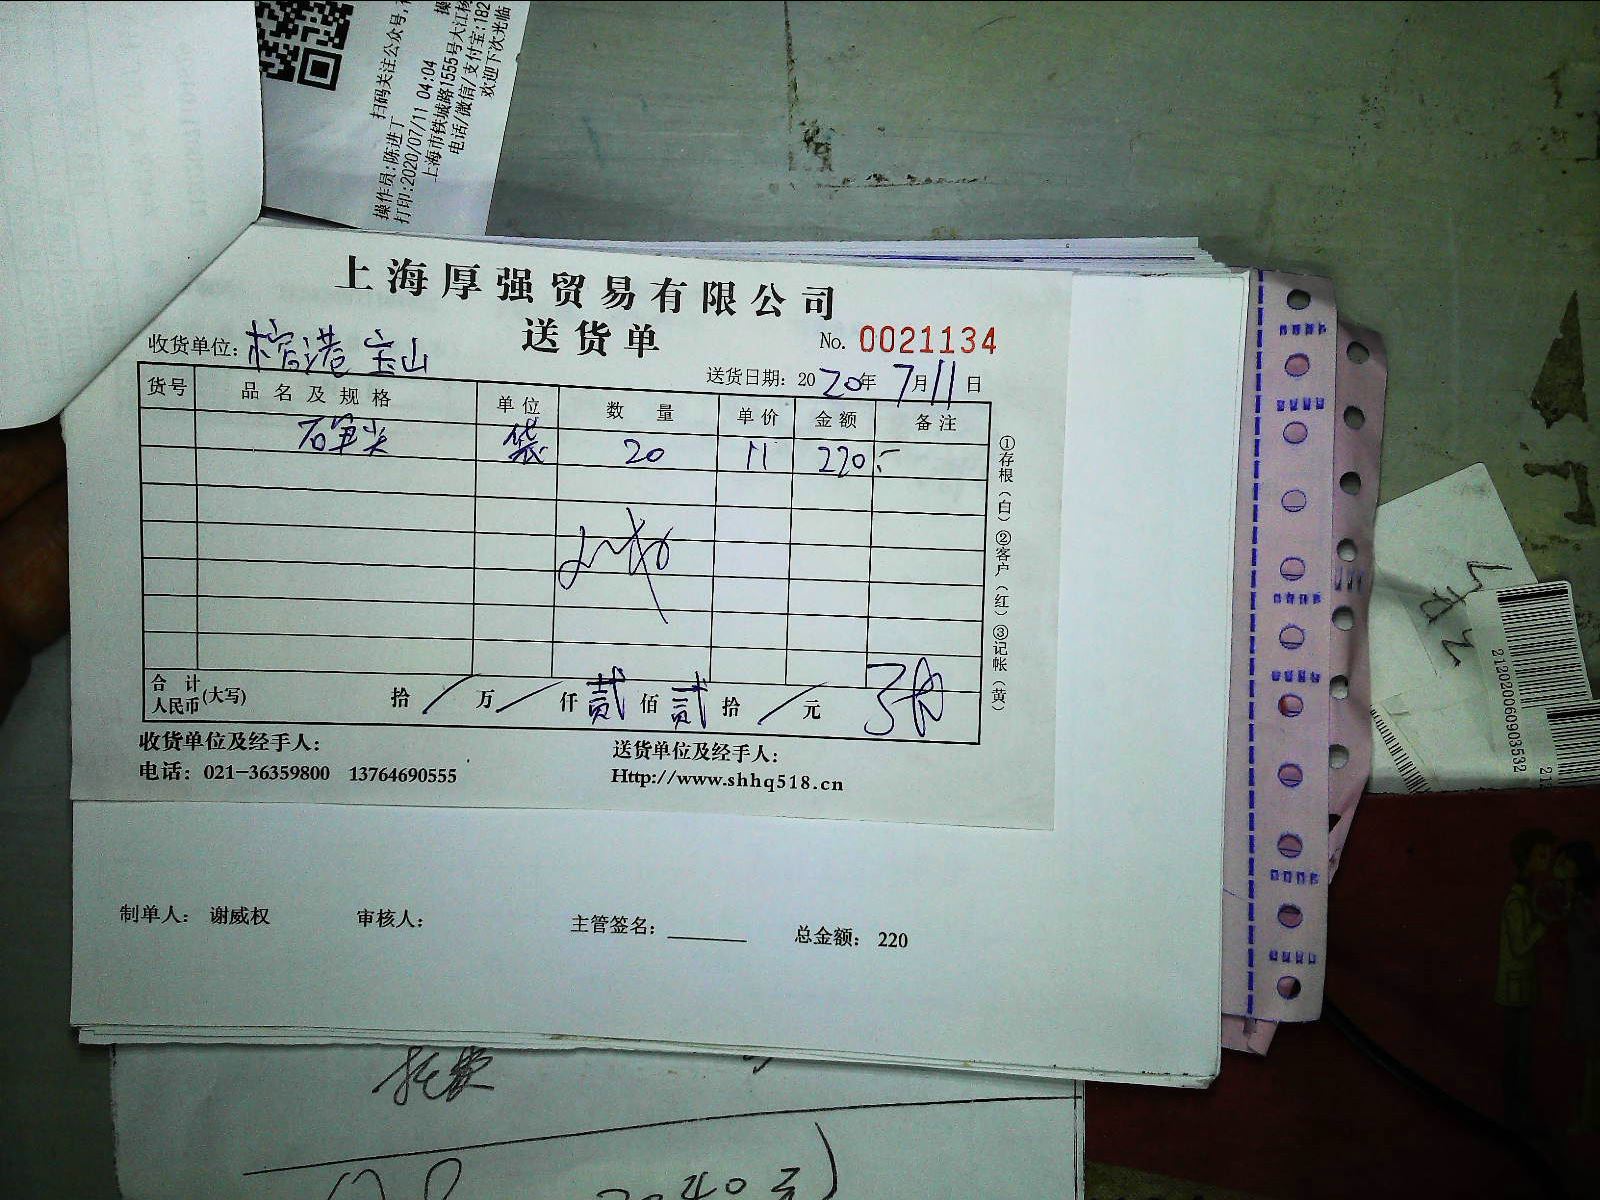 扫码关注公众号,
操作员:陈进丁
打印:2020/07/11 04:04
上海市铁城路1555号大江杨
电话/微信/支付宝:182
欢迎下次光临
上海厚强贸易有限公司
送货单
No. 0021134
收货单位: 港 宝山
送货日期: 2020年 7月11日
货号 品名及规格 单位 数量 单价 金额 备注
袋 20 11 220.-
①存根(白)②客户(红)③记帐(黄)
合计人民币(大写) 拾 / 万 / 仟 贰 佰 贰 拾 / 元
收货单位及经手人: 送货单位及经手人:
电话: 021-36359800 13764690555 Http://www.shhq518.cn
制单人: 谢威权 审核人: 主管签名: 总金额: 220
21202060903532